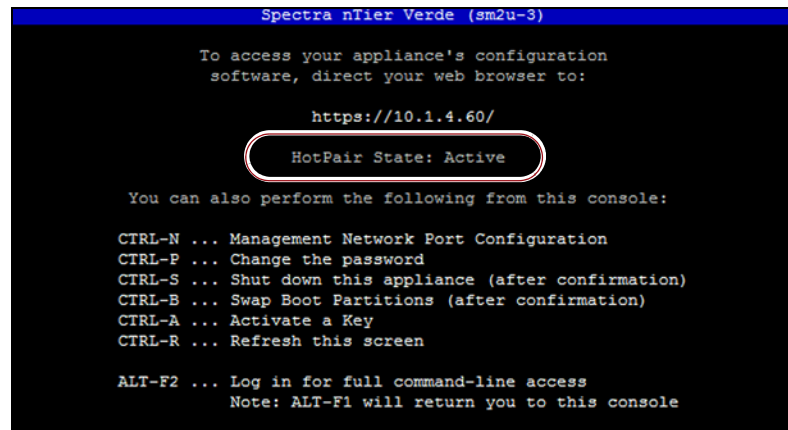 Spectra nTier Verde (sm2u-3)
To access your appliance's configuration
software, direct your web browser to:
https://10.1.4.60/
HotPair State: Active
You can also perform the following from this console:
CTRL-N ... Management Network Port Configuration
CTRL-P ... Change the password
CTRL-S ... Shut down this appliance (after confirmation)
CTRL-B ... Swap Boot Partitions (after confirmation)
CTRL-A ... Activate a Key
CTRL-R ... Refresh this screen
ALT-F2 ... Log in for full command-line access
Note: ALT-F1 will return you to this console